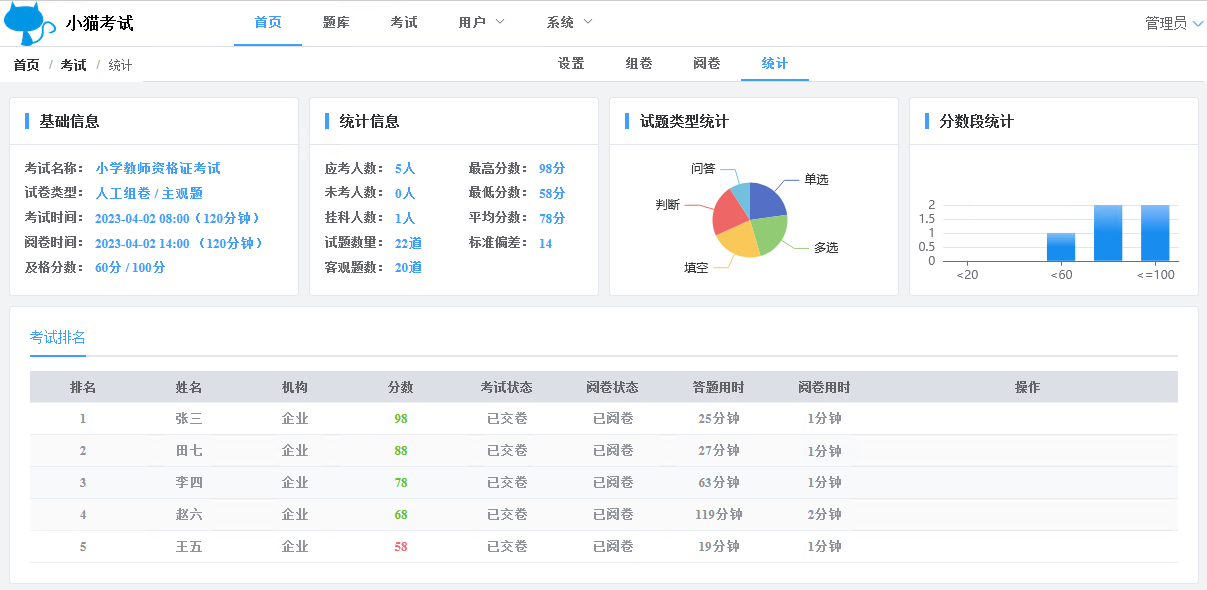 小猫考试 首页 题库 考试 用户 系统 管理员
首页 / 考试 / 统计 设置 组卷 阅卷 统计
基础信息
考试名称： 小学教师资格证考试
试卷类型： 人工组卷 / 主观题
考试时间： 2023-04-02 08:00（120分钟）
阅卷时间： 2023-04-02 14:00 （120分钟）
及格分数： 60分 / 100分
统计信息
应考人数： 5人 最高分数： 98分
未考人数： 0人 最低分数： 58分
挂科人数： 1人 平均分数： 78分
试题数量： 22道 标准偏差： 14
客观题数： 20道
试题类型统计
问答
单选
判断
多选
填空
分数段统计
2
1.5
1
0.5
0
<20 <60 <=100
考试排名
排名 姓名 机构 分数 考试状态 阅卷状态 答题用时 阅卷用时 操作
1 张三 企业 98 已交卷 已阅卷 25分钟 1分钟
2 田七 企业 88 已交卷 已阅卷 27分钟 1分钟
3 李四 企业 78 已交卷 已阅卷 63分钟 1分钟
4 赵六 企业 68 已交卷 已阅卷 119分钟 2分钟
5 王五 企业 58 已交卷 已阅卷 19分钟 1分钟